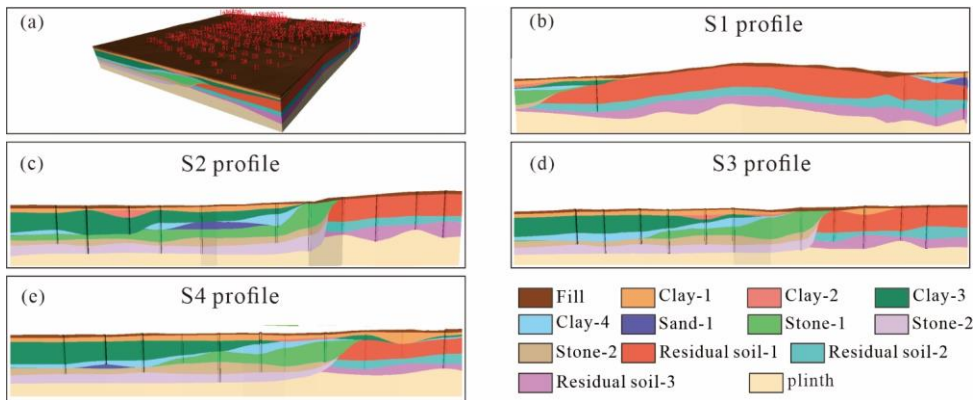 (a)
(b)
S1 profile
(c)
S2 profile
(d)
S3 profile
(e)
S4 profile
Fill
Clay-1
Clay-2
Clay-3
Clay-4
Sand-1
Stone-1
Stone-2
Stone-2
Residual soil-1
Residual soil-2
Residual soil-3
plinth